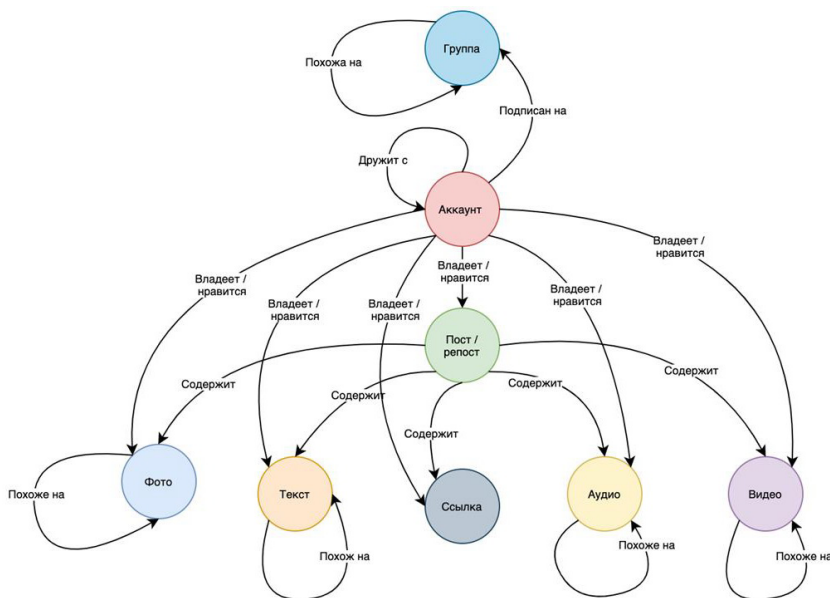 Группа
Похожа на
Подписан на
Дружит с
Аккаунт
Владеет /
нравится
Владеет /
нравится
Владеет /
нравится
Владеет /
нравится
Владеет /
нравится
Владеет /
нравится
Пост /
репост
Содержит
Содержит
Содержит
Содержит
Содержит
Фото
Текст
Ссылка
Аудио
Видео
Похоже на
Похож на
Похоже на
Похоже на